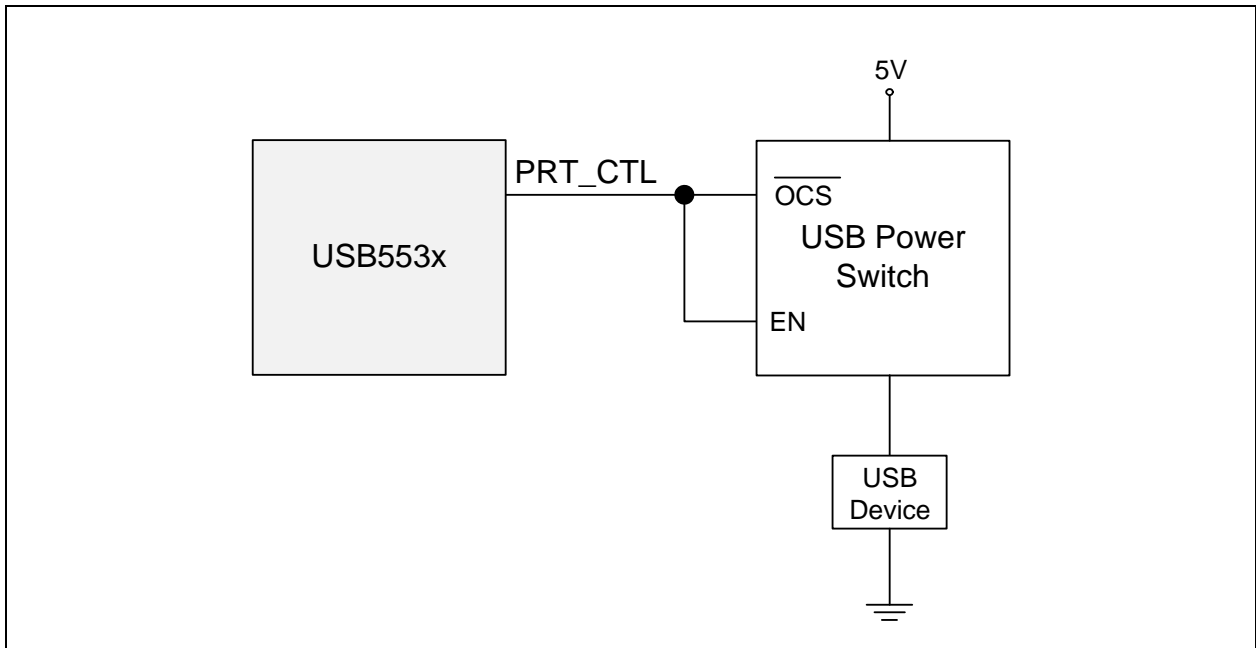 5V
PRT_CTL
OCS
USB553x
USB Power
Switch
EN
USB
Device